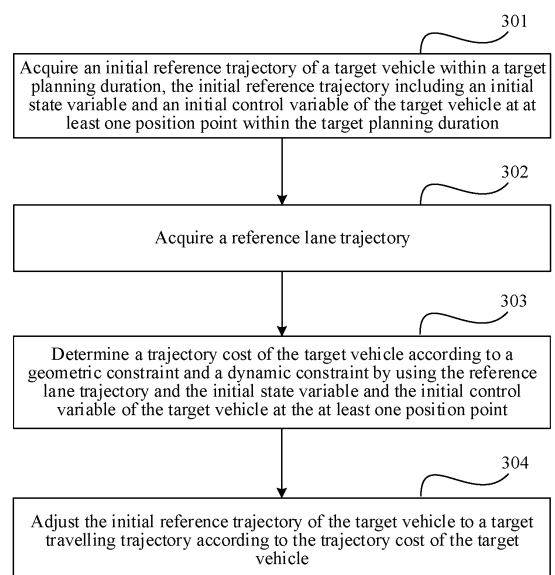 301
Acquire an initial reference trajectory of a target vehicle within a target
planning duration, the initial reference trajectory including an initial
state variable and an initial control variable of the target vehicle at at
least one position point within the target planning duration
302
Acquire a reference lane trajectory
303
Determine a trajectory cost of the target vehicle according to a
geometric constraint and a dynamic constraint by using the reference
lane trajectory and the initial state variable and the initial control
variable of the target vehicle at the at least one position point
304
Adjust the initial reference trajectory of the target vehicle to a target
travelling trajectory according to the trajectory cost of the target
vehicle